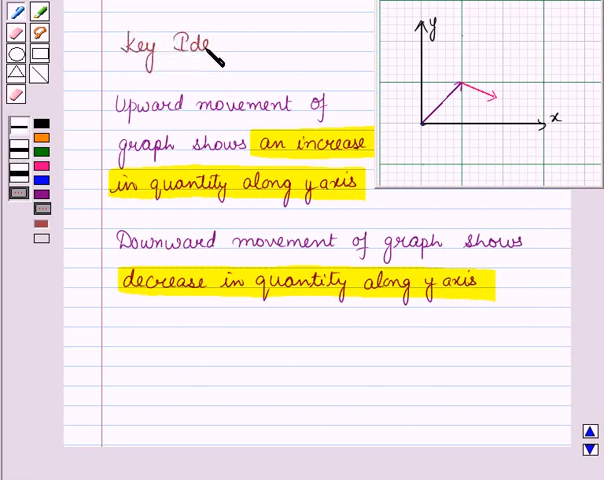 Key Ide
Upward movement of
graph shows an increase
in quantity along y axis
Downward movement of graph shows
decrease in quantity along y axis
y
x